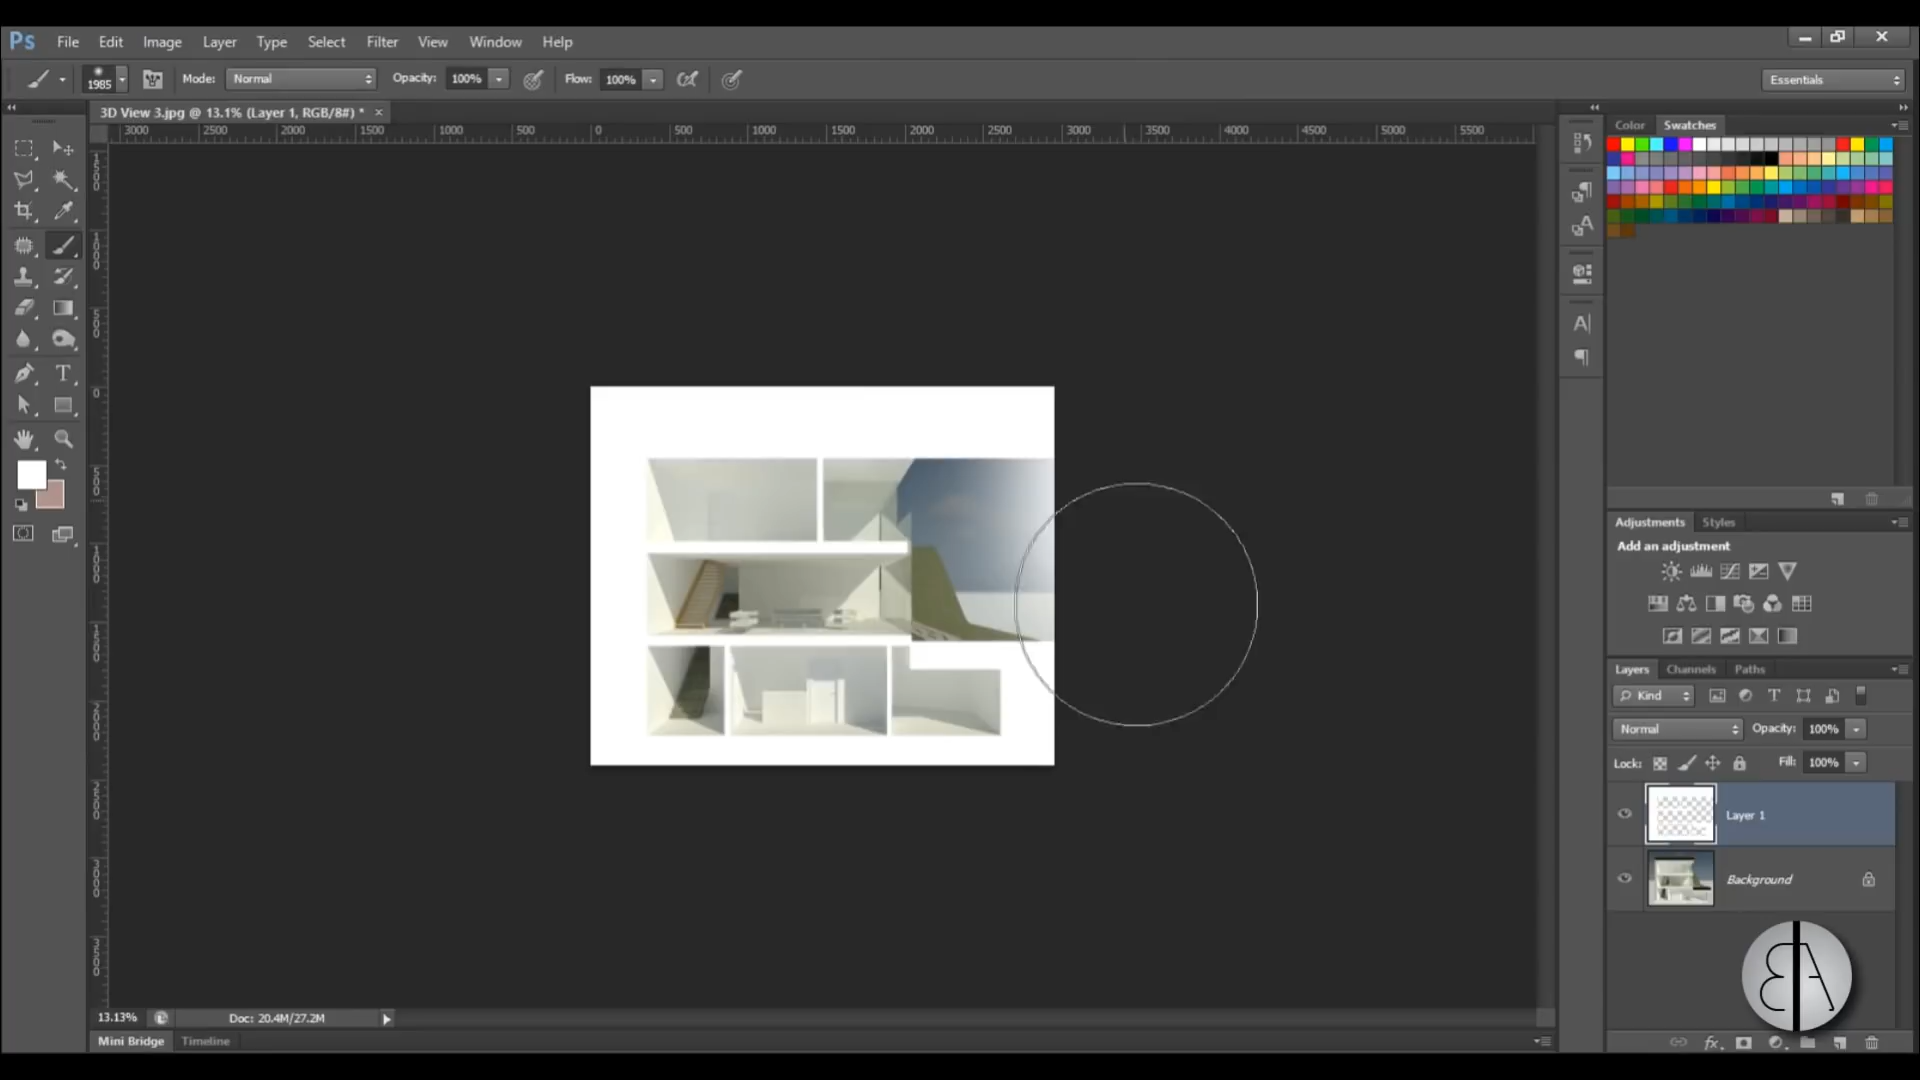 Ps File Edit Image Layer Type Select Filter View Window Help
1985 Mode: Normal Opacity: 100% Flow: 100% Essentials
3D View 3.jpg @ 13.1% (Layer 1, RGB/8#) *
3000 2500 2000 1500 1000 500 0 500 1000 1500 2000 2500 3000 3500 4000 4500 5000 5500
Color Swatches
Adjustments Styles
Add an adjustment
Layers Channels Paths
Kind
Normal Opacity: 100%
Lock: Fill: 100%
Layer 1
Background
BA
13.13% Doc: 20.4M/27.2M
fx
Mini Bridge Timeline